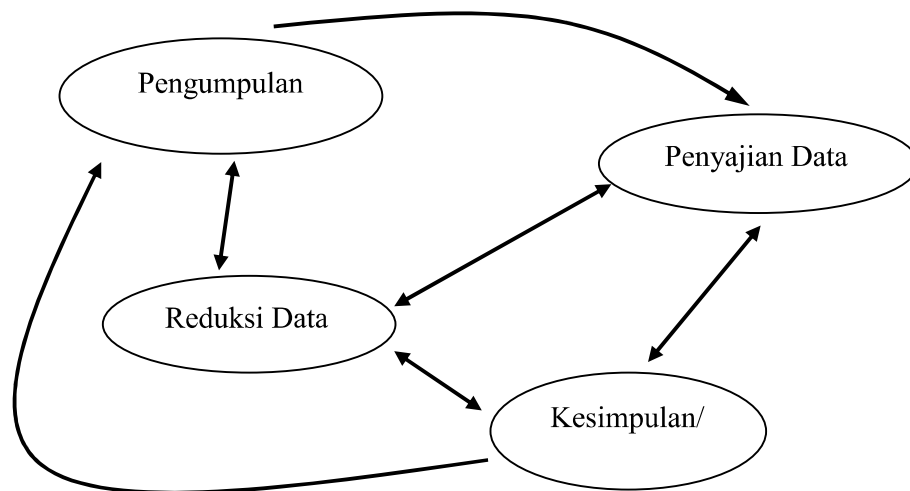 Pengumpulan
Penyajian Data
Reduksi Data
Kesimpulan/